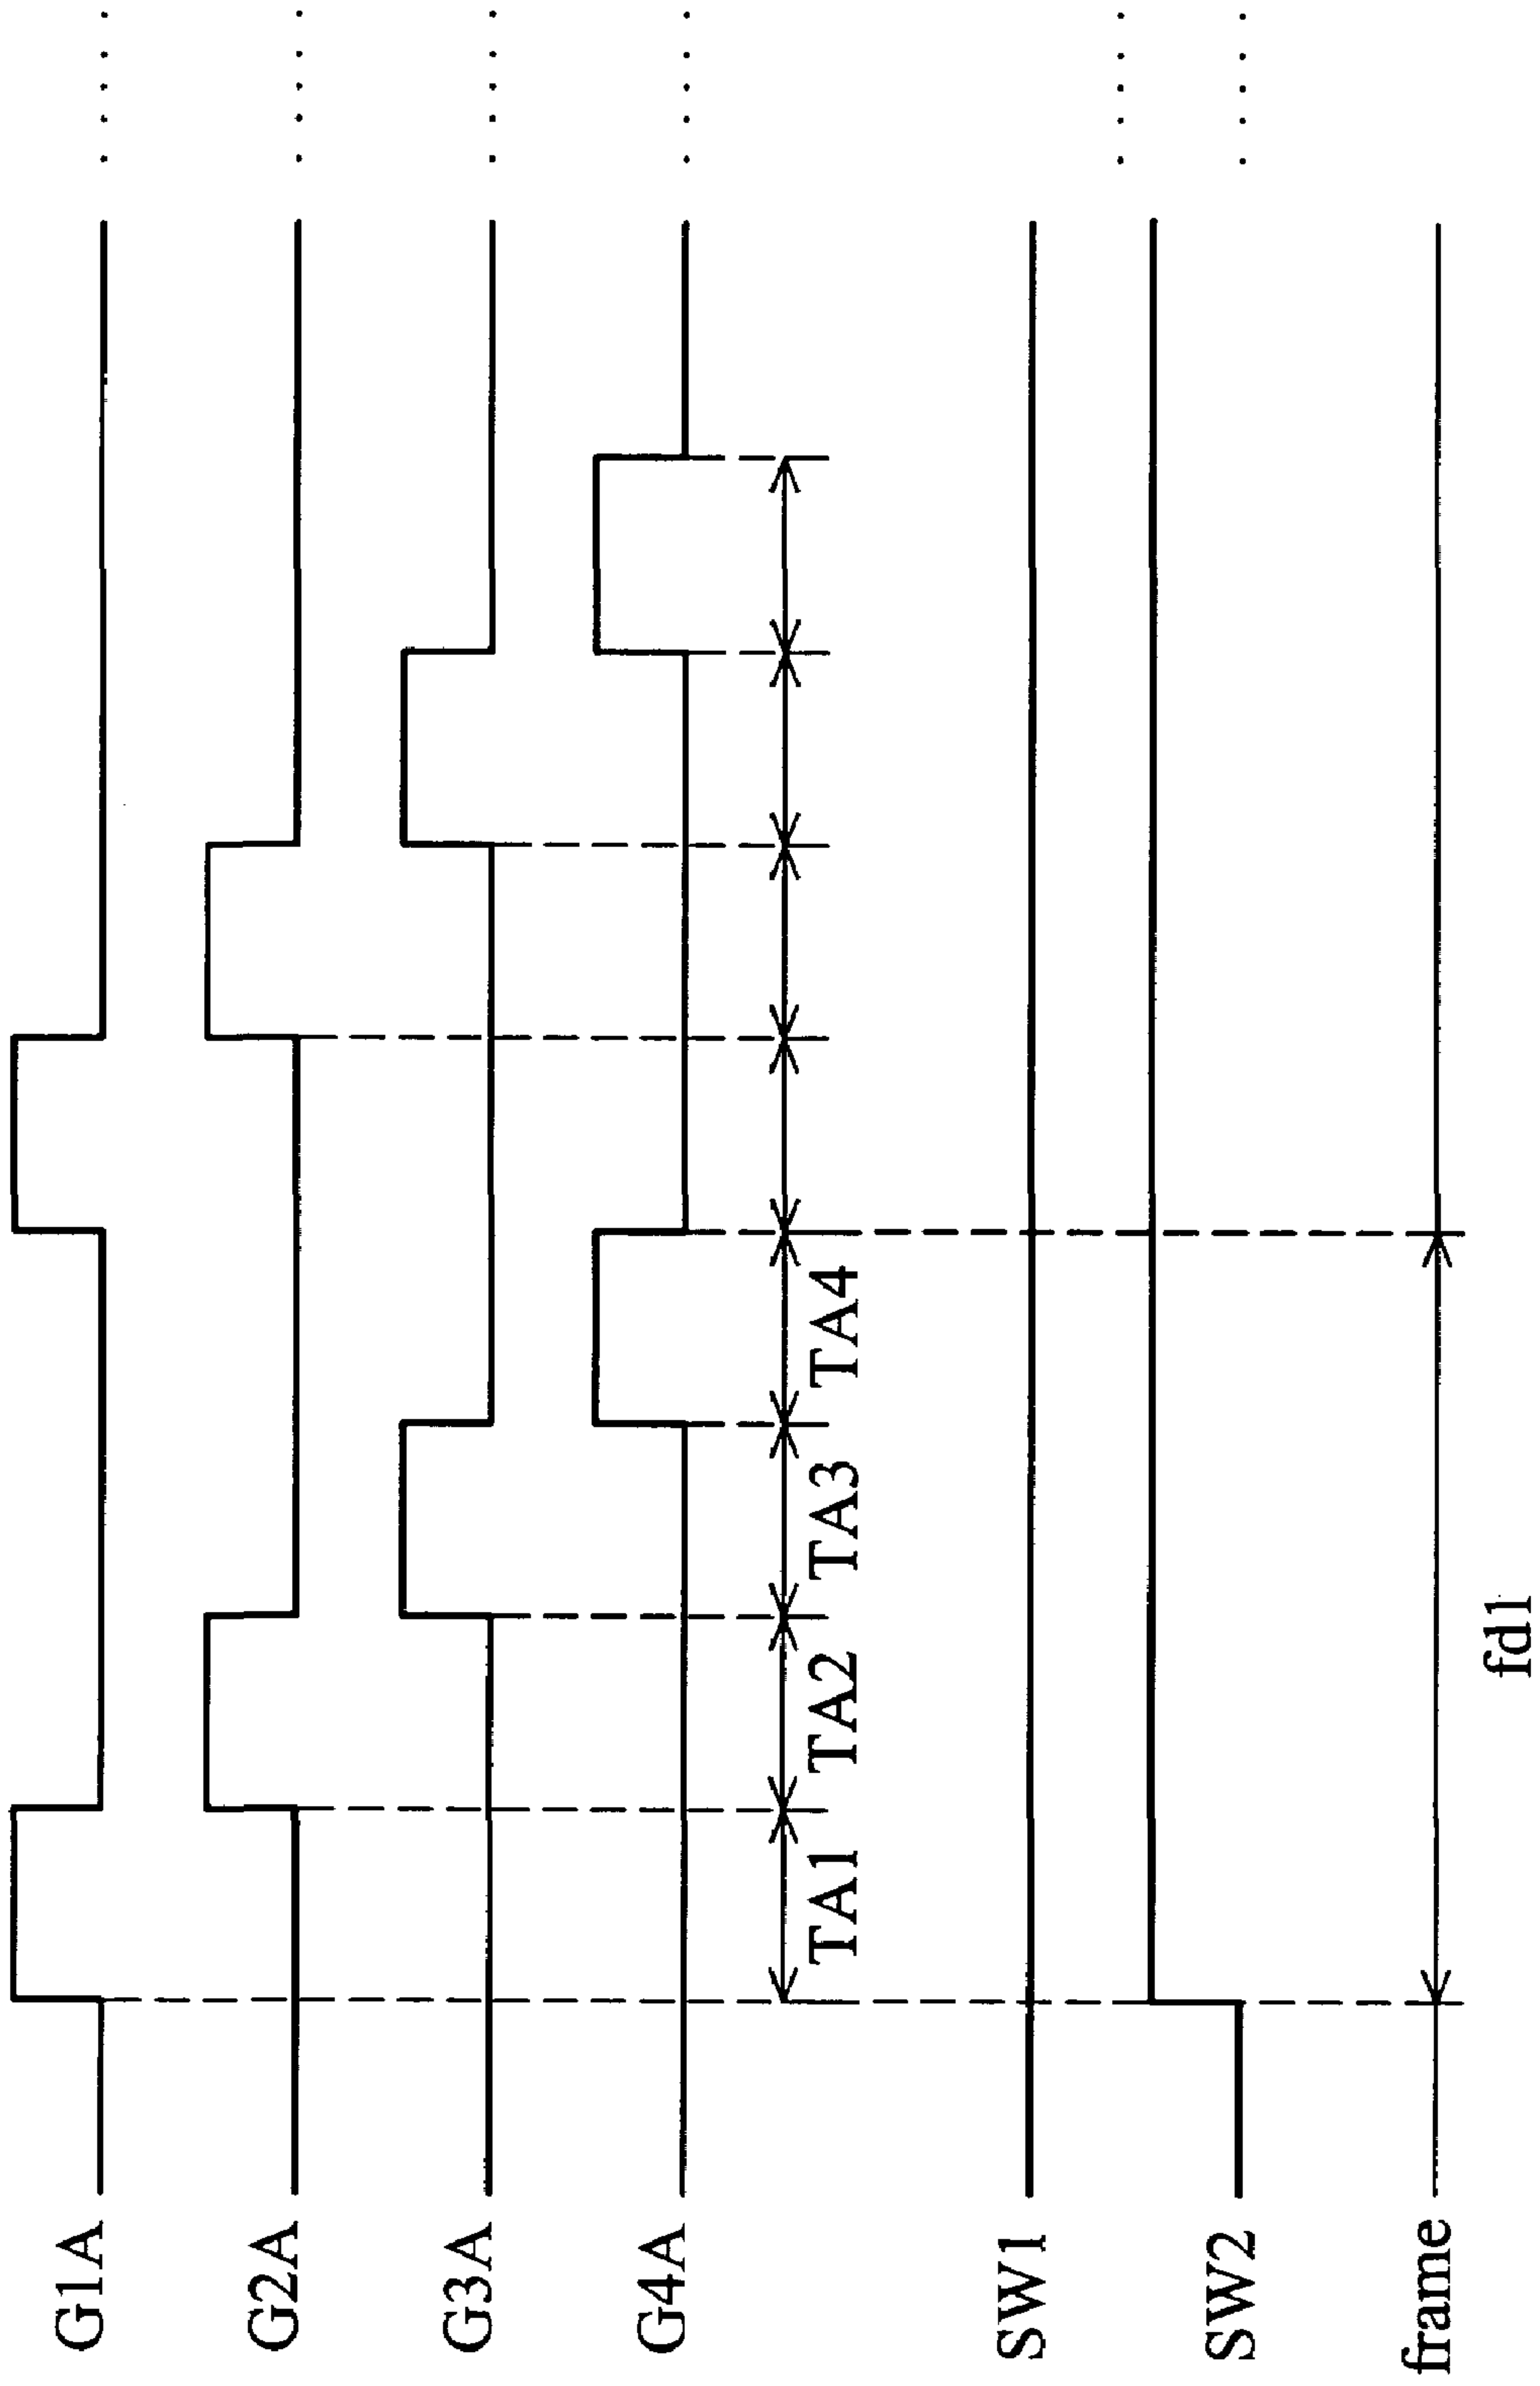 G1A
G2A
G3A
G4A
TA1 TA2 TA3 TA4
SW1
SW2
frame
fd1